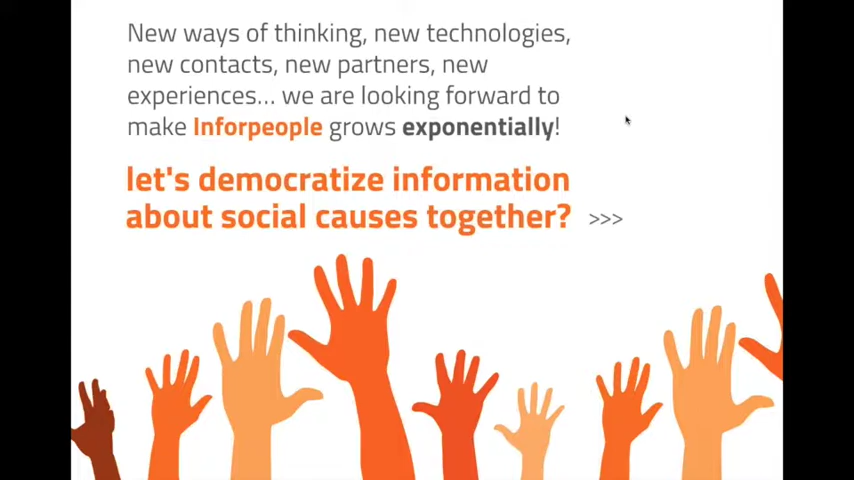 New ways of thinking, new technologies,
new contacts, new partners, new
experiences... we are looking forward to
make Inforpeople grows exponentially!
let's democratize information
about social causes together? >>>